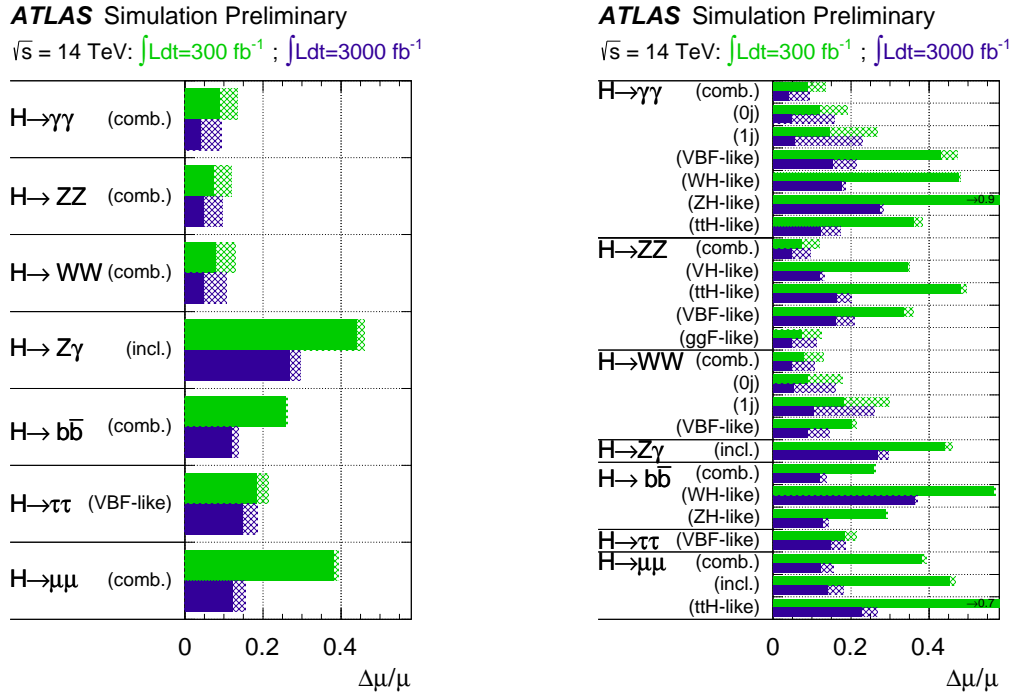 ATLAS Simulation Preliminary
√s = 14 TeV: ∫Ldt=300 fb⁻¹ ; ∫Ldt=3000 fb⁻¹
H→γγ (comb.)
H→ ZZ (comb.)
H→ WW (comb.)
H→ Zγ (incl.)
H→ bb̅ (comb.)
H→ττ (VBF-like)
H→μμ (comb.)
0 0.2 0.4
Δμ/μ
ATLAS Simulation Preliminary
√s = 14 TeV: ∫Ldt=300 fb⁻¹ ; ∫Ldt=3000 fb⁻¹
H→γγ (comb.)
(0j)
(1j)
(VBF-like)
(WH-like)
(ZH-like) →0.9
(ttH-like)
H→ZZ (comb.)
(VH-like)
(ttH-like)
(VBF-like)
(ggF-like)
H→WW (comb.)
(0j)
(1j)
(VBF-like)
H→Zγ (incl.)
H→ bb̅ (comb.)
(WH-like)
(ZH-like)
H→ττ (VBF-like)
H→μμ (comb.)
(incl.)
(ttH-like) →0.7
0 0.2 0.4
Δμ/μ